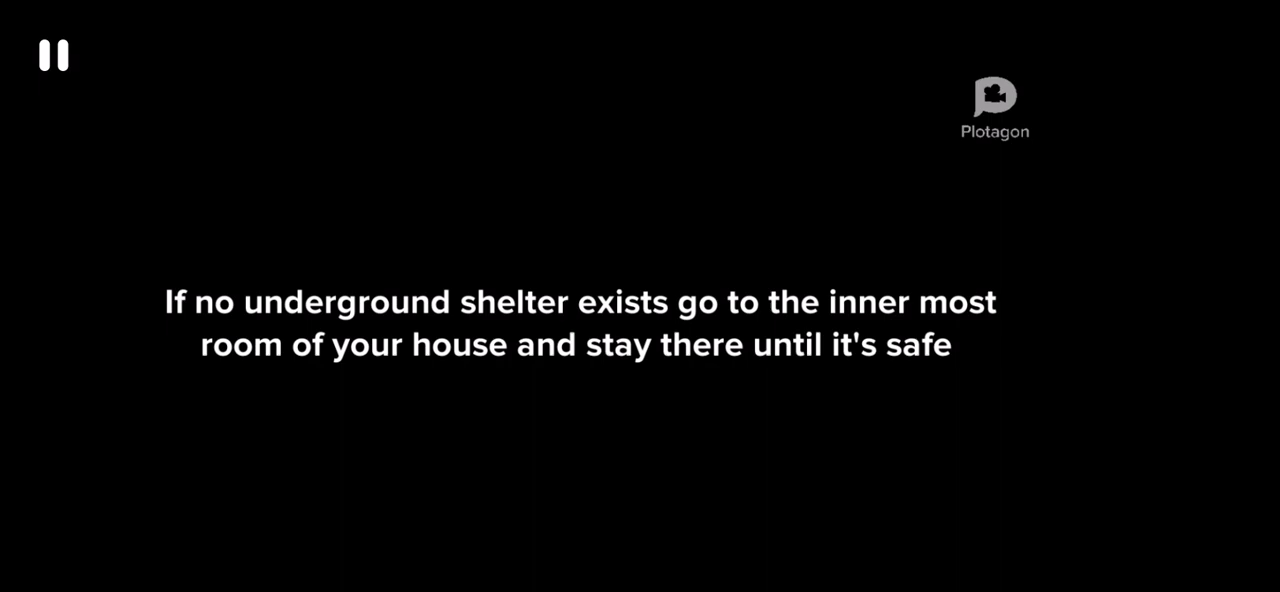 Plotagon
If no underground shelter exists go to the inner most
room of your house and stay there until it's safe